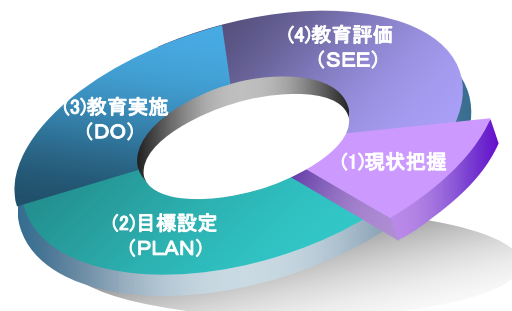 (4)教育評価
（SEE）
(3)教育実施
（DO）
(1)現状把握
(2)目標設定
（PLAN）